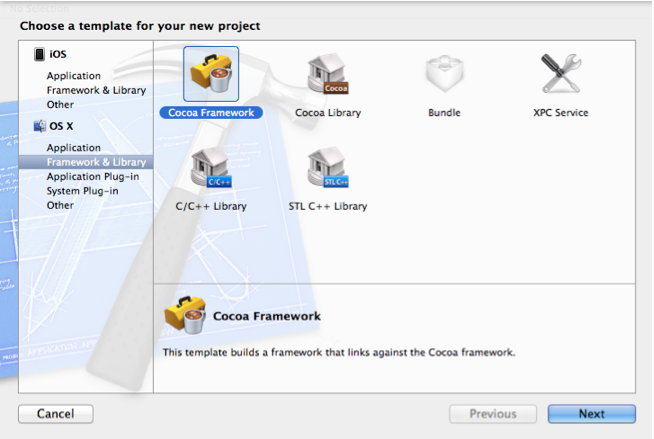 No Selection
Choose a template for your new project
iOS
Application
Framework & Library
Other
OS X
Application
Framework & Library
Application Plug-in
System Plug-in
Other
Cocoa Framework
Cocoa
Cocoa Library
Bundle
XPC Service
C/C++
C/C++ Library
STL C++
STL C++ Library
Cocoa Framework
This template builds a framework that links against the Cocoa framework.
Cancel
Previous
Next